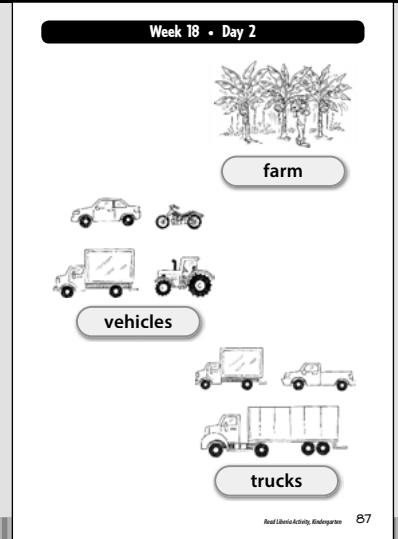 Week 18 • Day 2
farm
vehicles
trucks
Read Liberia Activity, Kindergarten 87